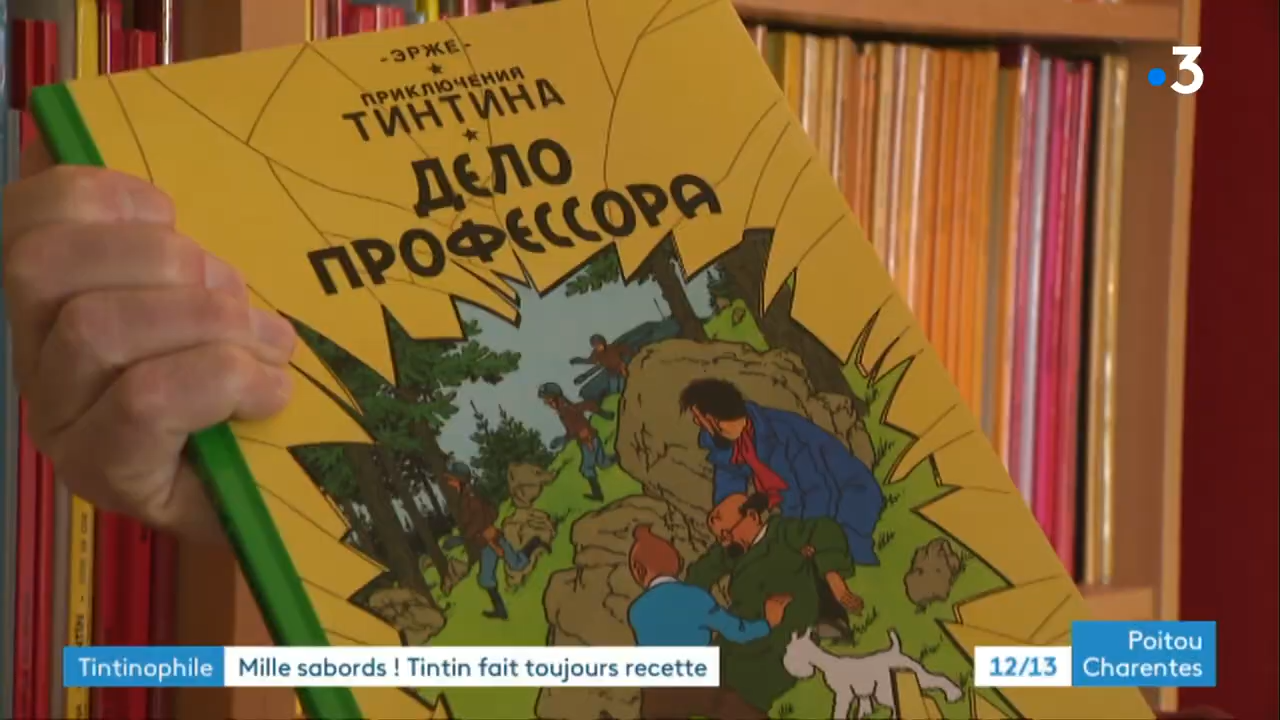 3
-ЭРЖЕ-
ПРИКЛЮЧЕНИЯ
ТИНТИНА
ДЕЛО
ПРОФЕССОРА
Tintinophile
Mille sabords ! Tintin fait toujours recette
12/13
Poitou
Charentes